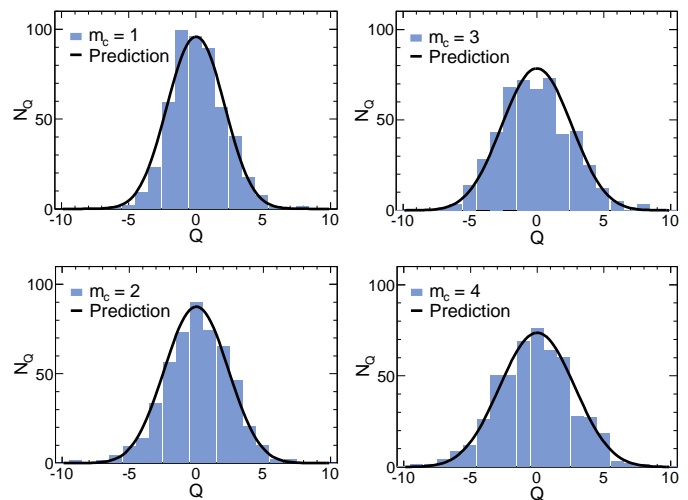 100
m_c = 1
Prediction
N_Q
50
0
-10 -5 0 5 10
Q
100
m_c = 3
Prediction
N_Q
50
0
-10 -5 0 5 10
Q
100
m_c = 2
Prediction
N_Q
50
0
-10 -5 0 5 10
Q
100
m_c = 4
Prediction
N_Q
50
0
-10 -5 0 5 10
Q